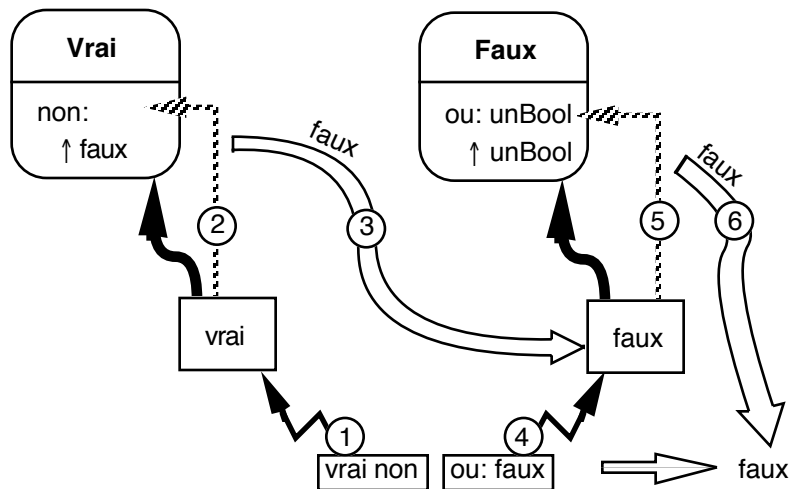 Vrai
non:
↑ faux
Faux
ou: unBool
↑ unBool
faux
faux
2
3
5
6
vrai
faux
1
4
vrai non
ou: faux
faux